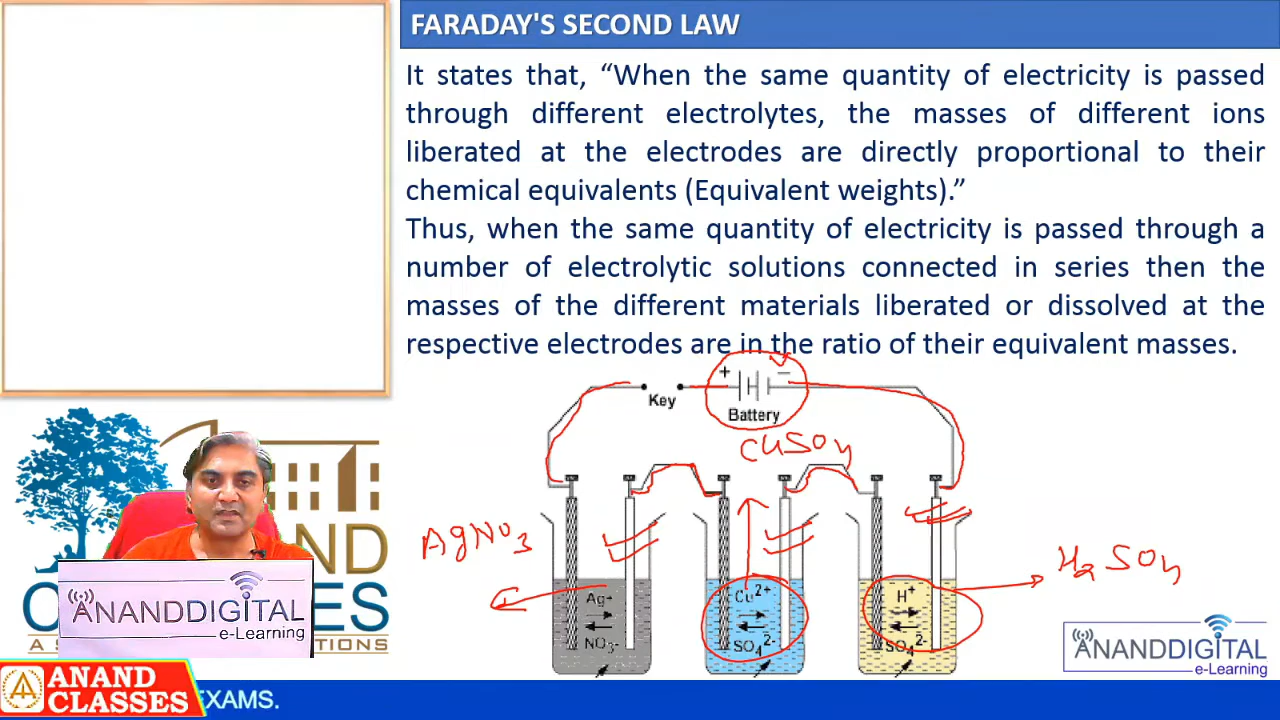 FARADAY'S SECOND LAW
It states that, “When the same quantity of electricity is passed
through different electrolytes, the masses of different ions
liberated at the electrodes are directly proportional to their
chemical equivalents (Equivalent weights).”
Thus, when the same quantity of electricity is passed through a
number of electrolytic solutions connected in series then the
masses of the different materials liberated or dissolved at the
respective electrodes are in the ratio of their equivalent masses.
+ −
Key
Battery
CuSO4
AgNO3
H2SO4
Ag+
NO3-
Cu2+
SO42-
H+
SO42-
ANANDDIGITAL
e-Learning
ANANDDIGITAL
e-Learning
ANAND
CLASSES
EXAMS.